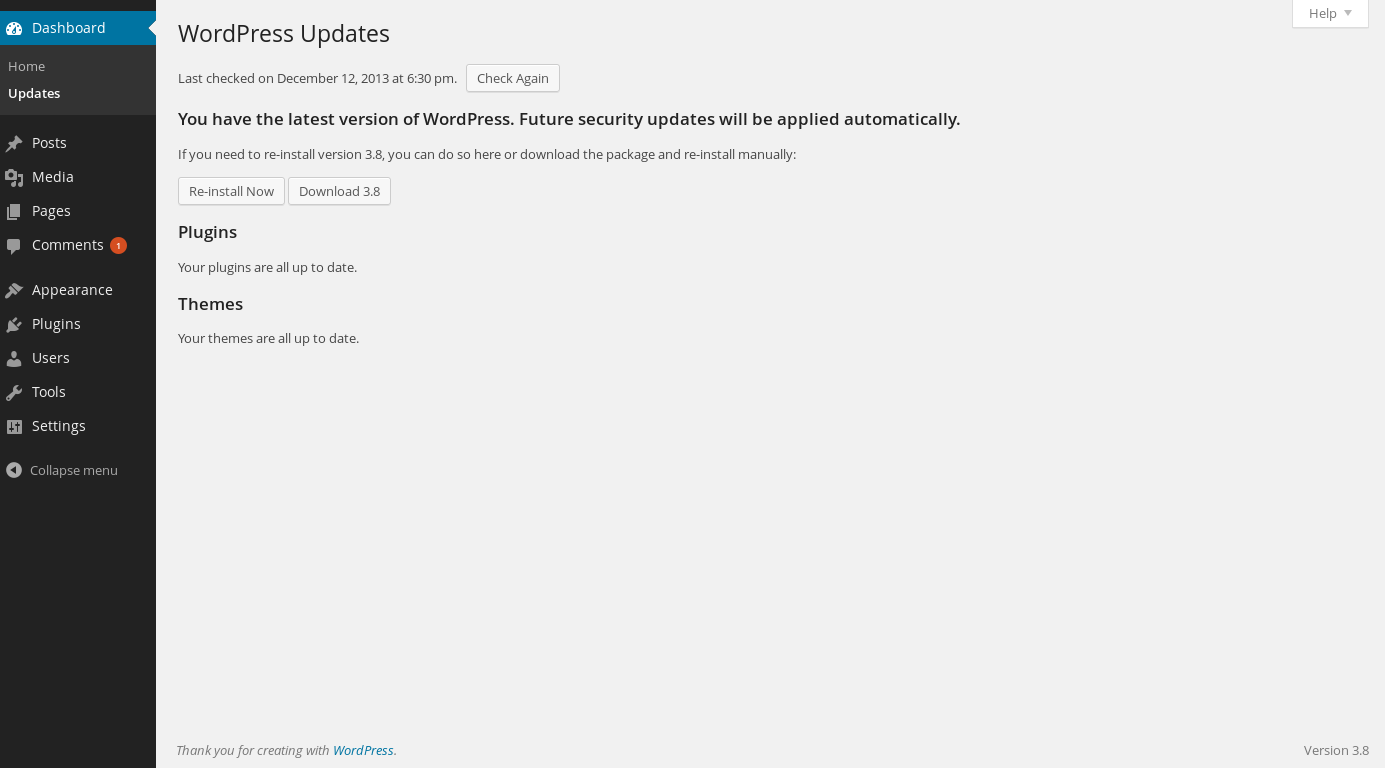 Dashboard
Home
Updates
Posts
Media
Pages
Comments 1
Appearance
Plugins
Users
Tools
Settings
Collapse menu
Help
WordPress Updates
Last checked on December 12, 2013 at 6:30 pm. Check Again
You have the latest version of WordPress. Future security updates will be applied automatically.
If you need to re-install version 3.8, you can do so here or download the package and re-install manually:
Re-install Now Download 3.8
Plugins
Your plugins are all up to date.
Themes
Your themes are all up to date.
Thank you for creating with WordPress.
Version 3.8